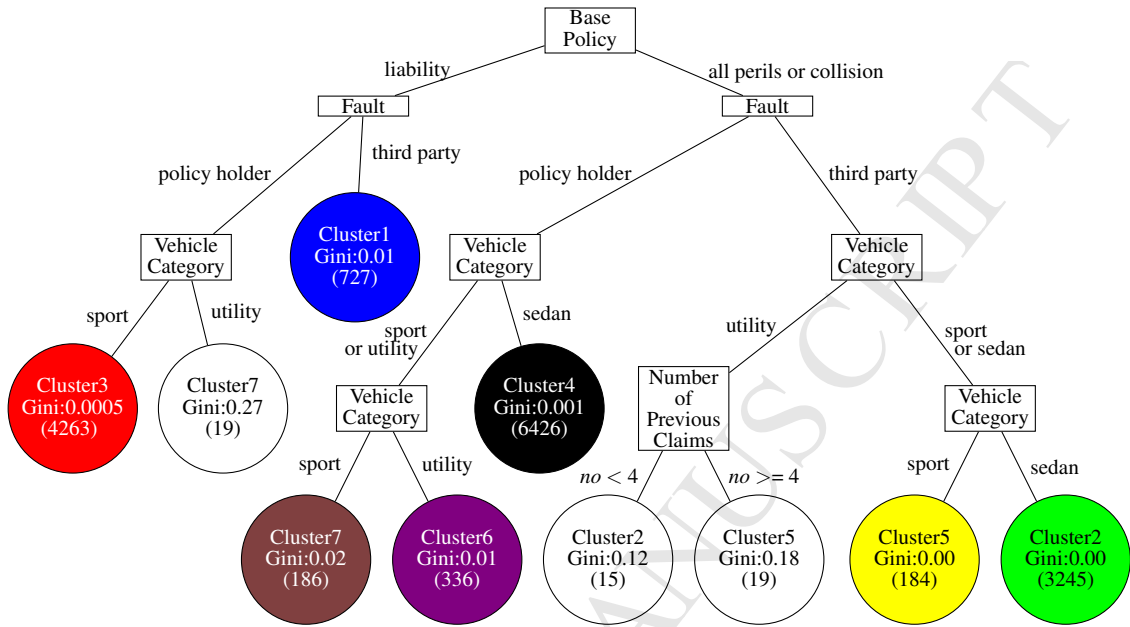 Base
Policy
liability
all perils or collision
Fault
Fault
policy holder
third party
policy holder
third party
Vehicle
Category
Cluster1
Gini:0.01
(727)
Vehicle
Category
Vehicle
Category
sport
utility
sport
or utility
sedan
utility
sport
or sedan
Cluster3
Gini:0.0005
(4263)
Cluster7
Gini:0.27
(19)
Vehicle
Category
Cluster4
Gini:0.001
(6426)
Number
of
Previous
Claims
Vehicle
Category
sport
utility
no < 4
no >= 4
sport
sedan
Cluster7
Gini:0.02
(186)
Cluster6
Gini:0.01
(336)
Cluster2
Gini:0.12
(15)
Cluster5
Gini:0.18
(19)
Cluster5
Gini:0.00
(184)
Cluster2
Gini:0.00
(3245)
ANUSCRIPT